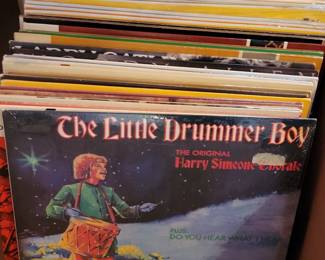 The Little Drummer Boy
THE ORIGINAL
Harry Simeone Chorale
PLUS:
DO YOU HEAR WHAT I HEAR